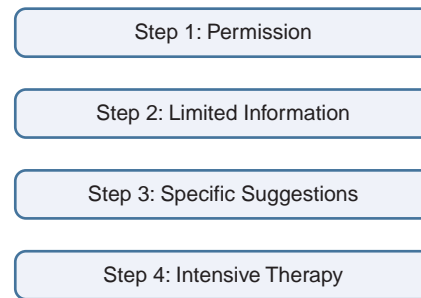 Step 1: Permission
Step 2: Limited Information
Step 3: Specific Suggestions
Step 4: Intensive Therapy